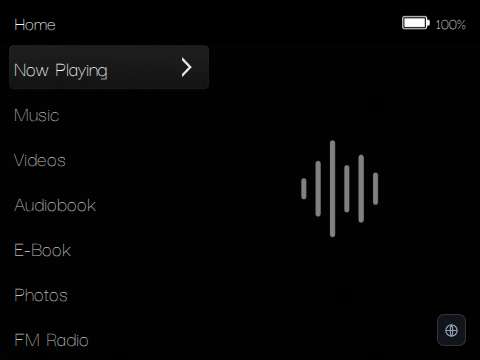 Home
100%
Now Playing
Music
Videos
Audiobook
E-Book
Photos
FM Radio